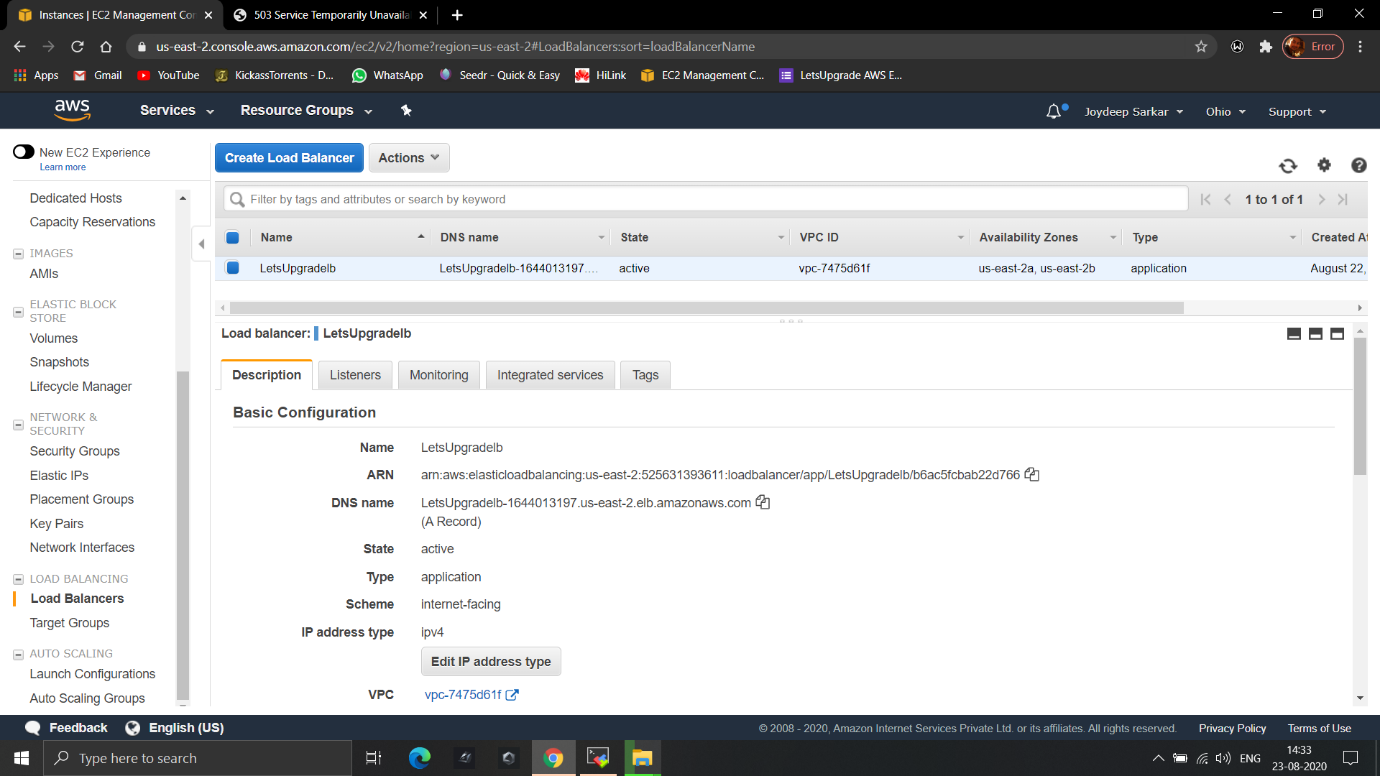 Instances | EC2 Management Con
503 Service Temporarily Unavaila
us-east-2.console.aws.amazon.com/ec2/v2/home?region=us-east-2#LoadBalancers:sort=loadBalancerName
Error
Apps
Gmail
YouTube
KickassTorrents - D...
WhatsApp
Seedr - Quick & Easy
HiLink
EC2 Management C...
LetsUpgrade AWS E...
aws
Services
Resource Groups
Joydeep Sarkar
Ohio
Support
New EC2 Experience
Learn more
Dedicated Hosts
Capacity Reservations
IMAGES
AMIs
ELASTIC BLOCK
STORE
Volumes
Snapshots
Lifecycle Manager
NETWORK &
SECURITY
Security Groups
Elastic IPs
Placement Groups
Key Pairs
Network Interfaces
LOAD BALANCING
Load Balancers
Target Groups
AUTO SCALING
Launch Configurations
Auto Scaling Groups
Create Load Balancer
Actions
Filter by tags and attributes or search by keyword
1 to 1 of 1
Name DNS name State VPC ID Availability Zones Type Created At
LetsUpgradelb LetsUpgradelb-1644013197.... active vpc-7475d61f us-east-2a, us-east-2b application August 22,
Load balancer: LetsUpgradelb
Description Listeners Monitoring Integrated services Tags
Basic Configuration
Name LetsUpgradelb
ARN arn:aws:elasticloadbalancing:us-east-2:525631393611:loadbalancer/app/LetsUpgradelb/b6ac5fcbab22d766
DNS name LetsUpgradelb-1644013197.us-east-2.elb.amazonaws.com
(A Record)
State active
Type application
Scheme internet-facing
IP address type ipv4
Edit IP address type
VPC vpc-7475d61f
Feedback
English (US)
© 2008 - 2020, Amazon Internet Services Private Ltd. or its affiliates. All rights reserved.
Privacy Policy
Terms of Use
Type here to search
ENG
14:33
23-08-2020